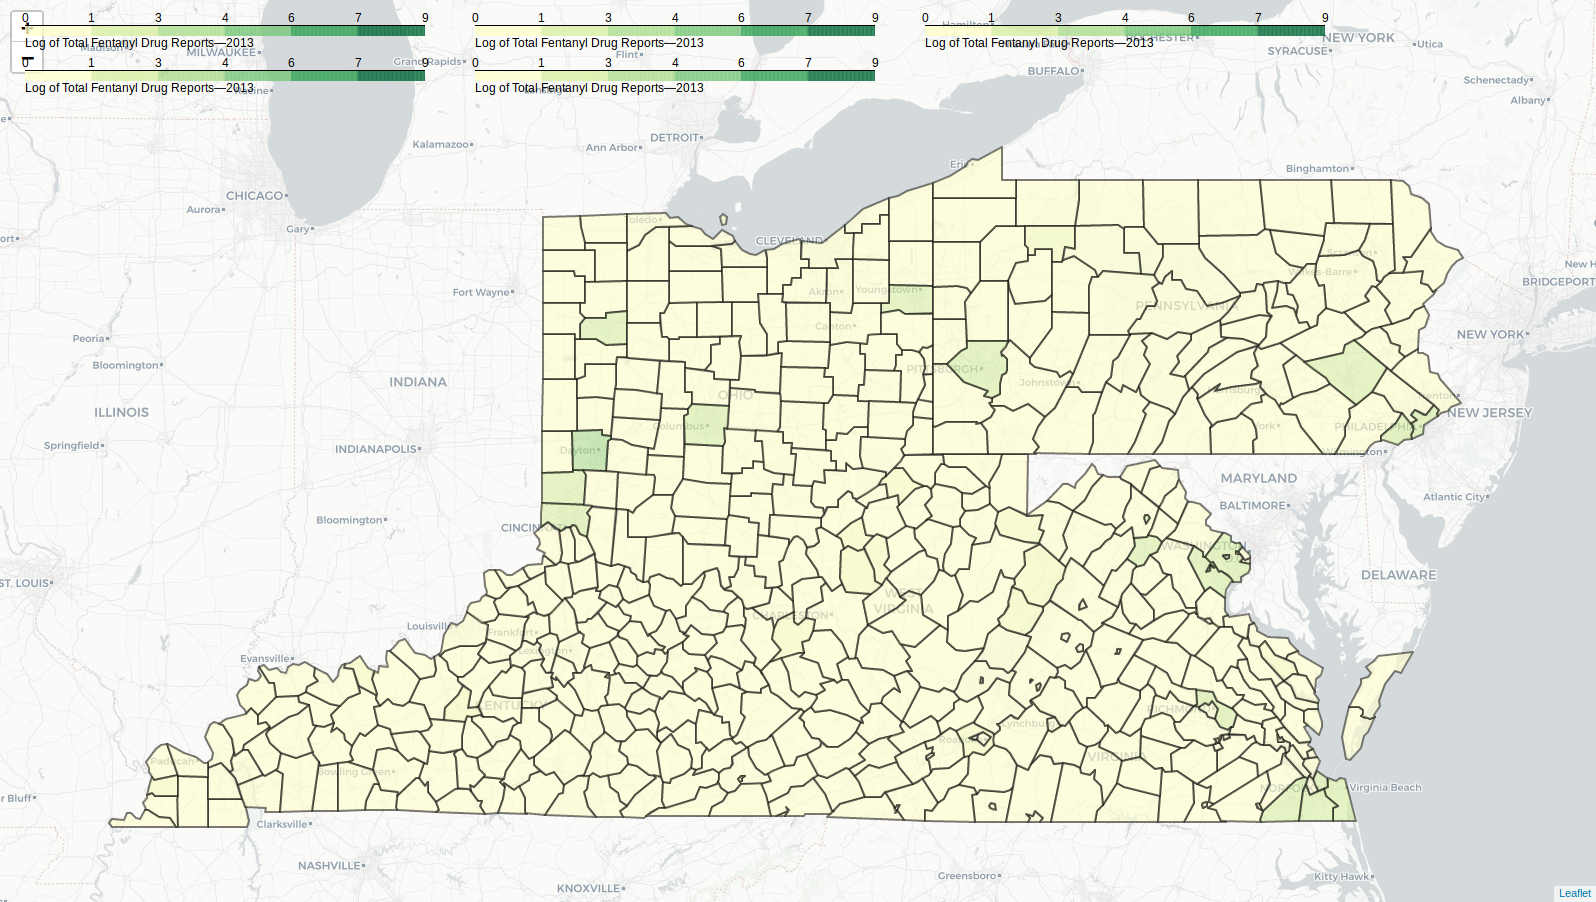 0 1 3 4 6 7 9
Log of Total Fentanyl Drug Reports—2013
0 1 3 4 6 7 9
Log of Total Fentanyl Drug Reports—2013
0 1 3 4 6 7 9
Log of Total Fentanyl Drug Reports—2013
0 1 3 4 6 7 9
Log of Total Fentanyl Drug Reports—2013
0 1 3 4 6 7 9
Log of Total Fentanyl Drug Reports—2013
+
−
Madison
MILWAUKEE
Racine
Grand Rapids
Flint
Lansing
Hamilton
ROCHESTER
NEW YORK
SYRACUSE
Utica
BUFFALO
Schenectady
Albany
Kalamazoo
Ann Arbor
DETROIT
Erie
Binghamton
CHICAGO
Aurora
Gary
Toledo
CLEVELAND
Scranton
Wilkes-Barre
New H
BRIDGEPORT
Fort Wayne
Akron
Youngstown
Canton
PENNSYLVANIA
Peoria
NEW YORK
Bloomington
INDIANA
PITTSBURGH
Johnstown
Harrisburg
Trenton
OHIO
ILLINOIS
NEW JERSEY
Columbus
York
PHILADELPHIA
Springfield
INDIANAPOLIS
Dayton
Wilmington
MARYLAND
BALTIMORE
Atlantic City
Bloomington
CINCINNATI
WASHINGTON
DELAWARE
ST. LOUIS
WEST
VIRGINIA
CHARLESTON
Louisville
Frankfort
Lexington
Evansville
KENTUCKY
RICHMOND
Lynchburg
Roanoke
VIRGINIA
Paducah
Bowling Green
NORFOLK
Virginia Beach
r Bluff
Clarksville
NASHVILLE
KNOXVILLE
Greensboro
Kitty Hawk
Leaflet